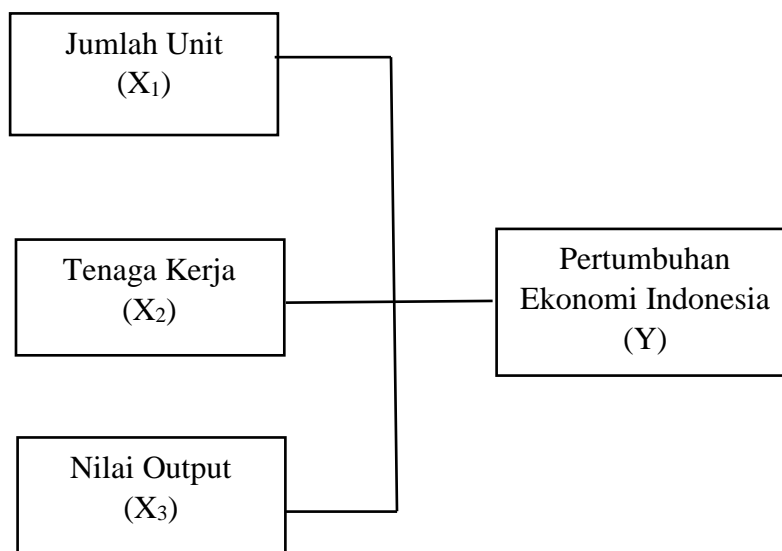 Jumlah Unit
(X₁)
Tenaga Kerja
(X₂)
Pertumbuhan
Ekonomi Indonesia
(Y)
Nilai Output
(X₃)